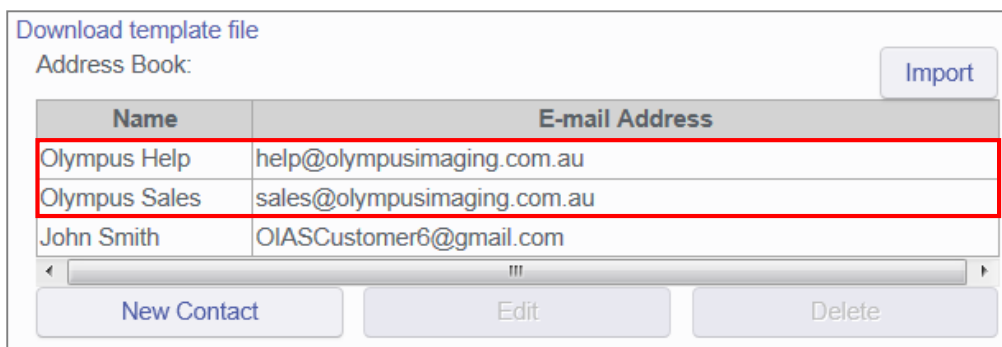 Download template file
Address Book:
Import
Name E-mail Address
Olympus Help help@olympusimaging.com.au
Olympus Sales sales@olympusimaging.com.au
John Smith OIASCustomer6@gmail.com
New Contact Edit Delete